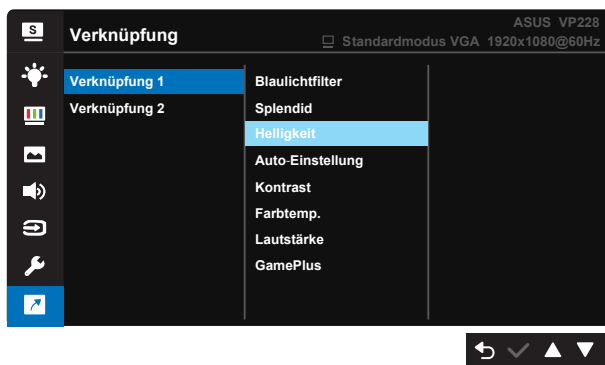 S
ASUS VP228
Verknüpfung
Standardmodus VGA 1920x1080@60Hz
Verknüpfung 1
Verknüpfung 2
Blaulichtfilter
Splendid
Helligkeit
Auto-Einstellung
Kontrast
Farbtemp.
Lautstärke
GamePlus